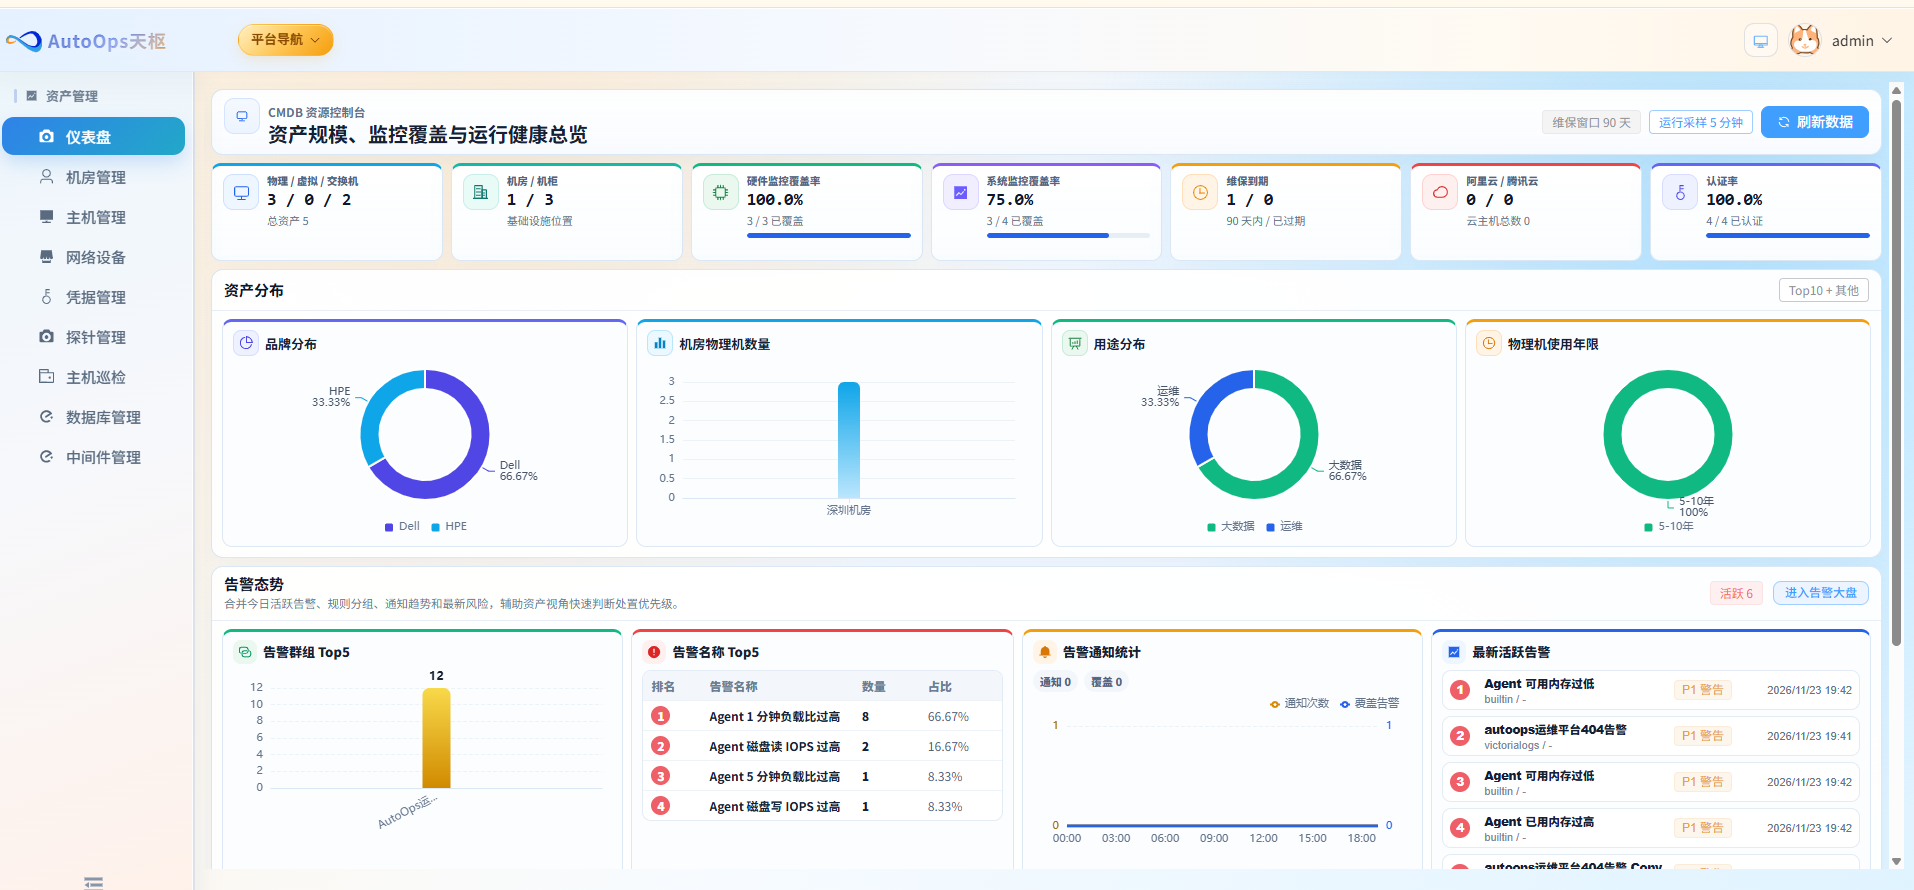 AutoOps天枢
平台导航
admin
资产管理
仪表盘
机房管理
主机管理
网络设备
凭据管理
探针管理
主机巡检
数据库管理
中间件管理
CMDB 资源控制台
资产规模、监控覆盖与运行健康总览
维保窗口 90 天
运行采样 5 分钟
刷新数据
物理 / 虚拟 / 交换机
3 / 0 / 2
总资产 5
机房 / 机柜
1 / 3
基础设施位置
硬件监控覆盖率
100.0%
3 / 3 已覆盖
系统监控覆盖率
75.0%
3 / 4 已覆盖
维保到期
1 / 0
90 天内 / 已过期
阿里云 / 腾讯云
0 / 0
云主机总数 0
认证率
100.0%
4 / 4 已认证
资产分布
Top10 + 其他
品牌分布
HPE
33.33%
Dell
66.67%
Dell
HPE
机房物理机数量
3
2.5
2
1.5
1
0.5
0
深圳机房
用途分布
运维
33.33%
大数据
66.67%
大数据
运维
物理机使用年限
5-10年
100%
5-10年
告警态势
合并今日活跃告警、规则分组、通知趋势和最新风险，辅助资产视角快速判断处置优先级。
活跃 6
进入告警大盘
告警群组 Top5
12
12
10
8
6
4
2
0
AutoOps运...
告警名称 Top5
排名 告警名称 数量 占比
1 Agent 1 分钟负载比过高 8 66.67%
2 Agent 磁盘读 IOPS 过高 2 16.67%
3 Agent 5 分钟负载比过高 1 8.33%
4 Agent 磁盘写 IOPS 过高 1 8.33%
告警通知统计
通知 0 覆盖 0
通知次数 覆盖告警
1 1
0 0
00:00 03:00 06:00 09:00 12:00 15:00 18:00
最新活跃告警
1 Agent 可用内存过低 P1 警告 2026/11/23 19:42
builtin / -
2 autoops运维平台404告警 P1 警告 2026/11/23 19:41
victorialogs / -
3 Agent 可用内存过低 P1 警告 2026/11/23 19:42
builtin / -
4 Agent 已用内存过高 P1 警告 2026/11/23 19:42
builtin / -
autoops运维平台404告警 Copy